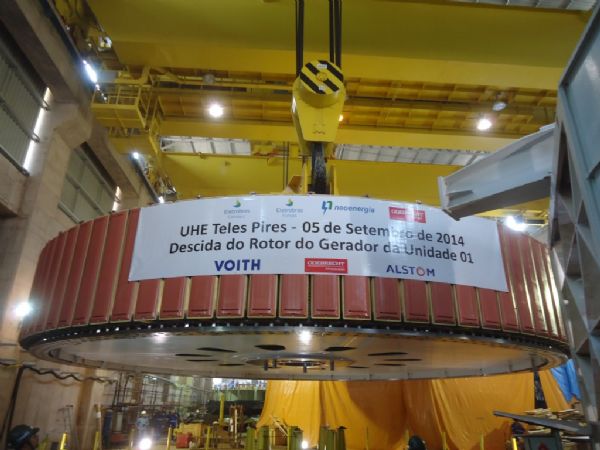 Eletrobras Eletrobras neoenergia ODEBRECHT
UHE Teles Pires - 05 de Setembro de 2014
Descida do Rotor do Gerador da Unidade 01
VOITH ODEBRECHT ALSTOM